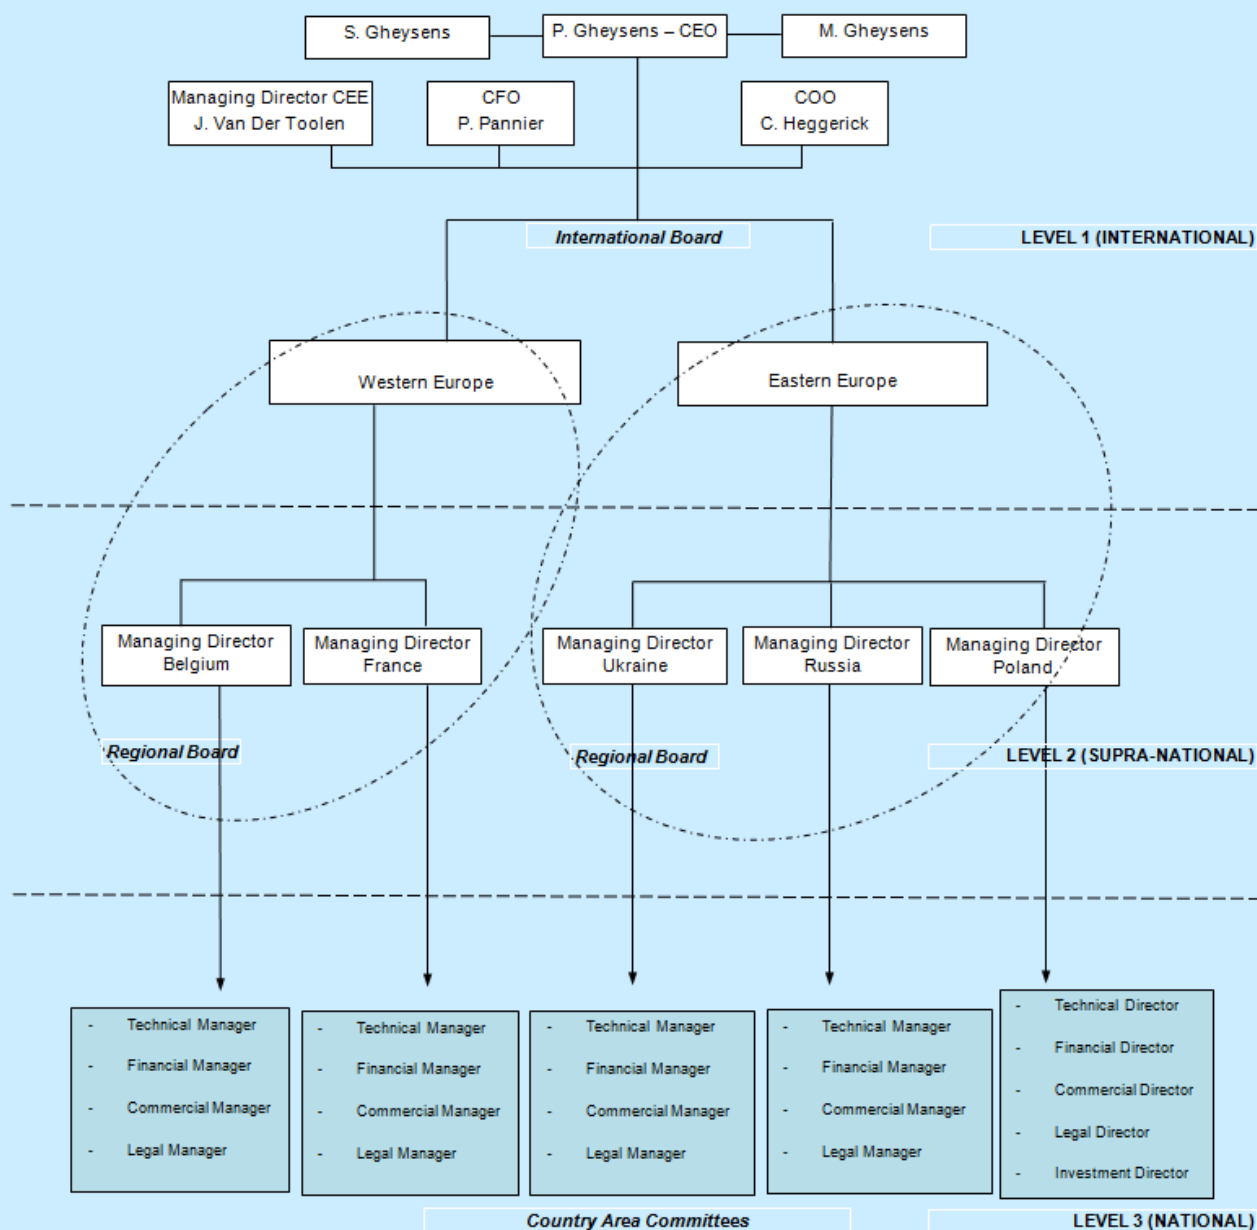 S. Gheysens
P. Gheysens – CEO
M. Gheysens
Managing Director CEE
J. Van Der Toolen
CFO
P. Pannier
COO
C. Heggerick
International Board
LEVEL 1 (INTERNATIONAL)
Western Europe
Eastern Europe
Managing Director
Belgium
Managing Director
France
Managing Director
Ukraine
Managing Director
Russia
Managing Director
Poland
Regional Board
Regional Board
LEVEL 2 (SUPRA-NATIONAL)
- Technical Manager
- Financial Manager
- Commercial Manager
- Legal Manager
- Technical Manager
- Financial Manager
- Commercial Manager
- Legal Manager
- Technical Manager
- Financial Manager
- Commercial Manager
- Legal Manager
- Technical Manager
- Financial Manager
- Commercial Manager
- Legal Manager
- Technical Director
- Financial Director
- Commercial Director
- Legal Director
- Investment Director
Country Area Committees
LEVEL 3 (NATIONAL)